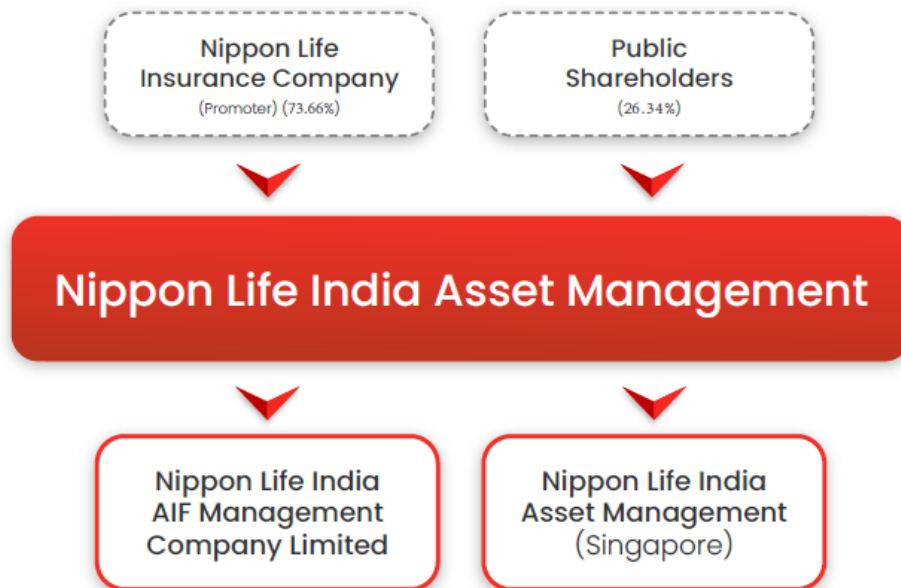 Nippon Life
Insurance Company
(Promoter) (73.66%)
Public
Shareholders
(26.34%)
Nippon Life India Asset Management
Nippon Life India
AIF Management
Company Limited
Nippon Life India
Asset Management
(Singapore)